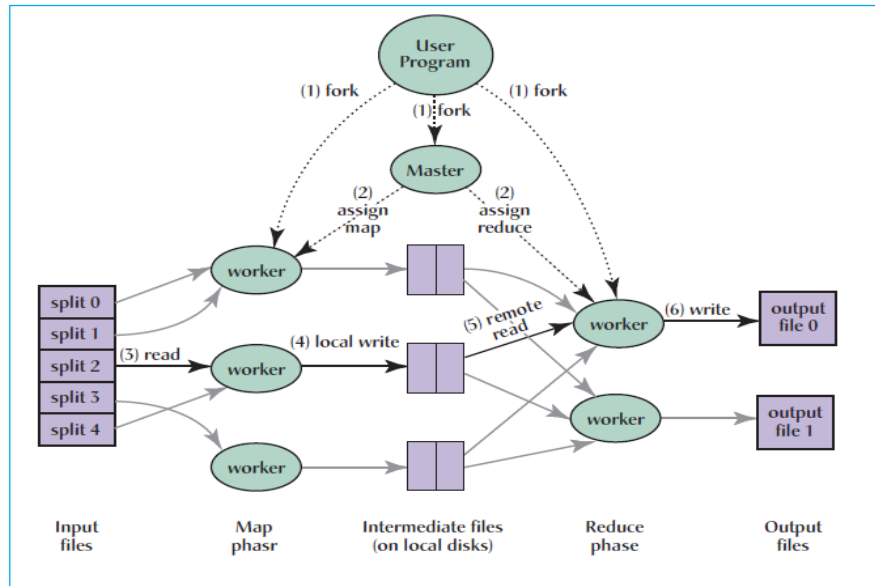 User
Program
(1) fork
(1) fork
(1) fork
Master
(2)
assign
map
(2)
assign
reduce
worker
split 0
split 1
split 2
split 3
split 4
(3) read
worker
(4) local write
(5) remote
read
worker
(6) write
output
file 0
worker
worker
output
file 1
Input
files
Map
phasr
Intermediate files
(on local disks)
Reduce
phase
Output
files